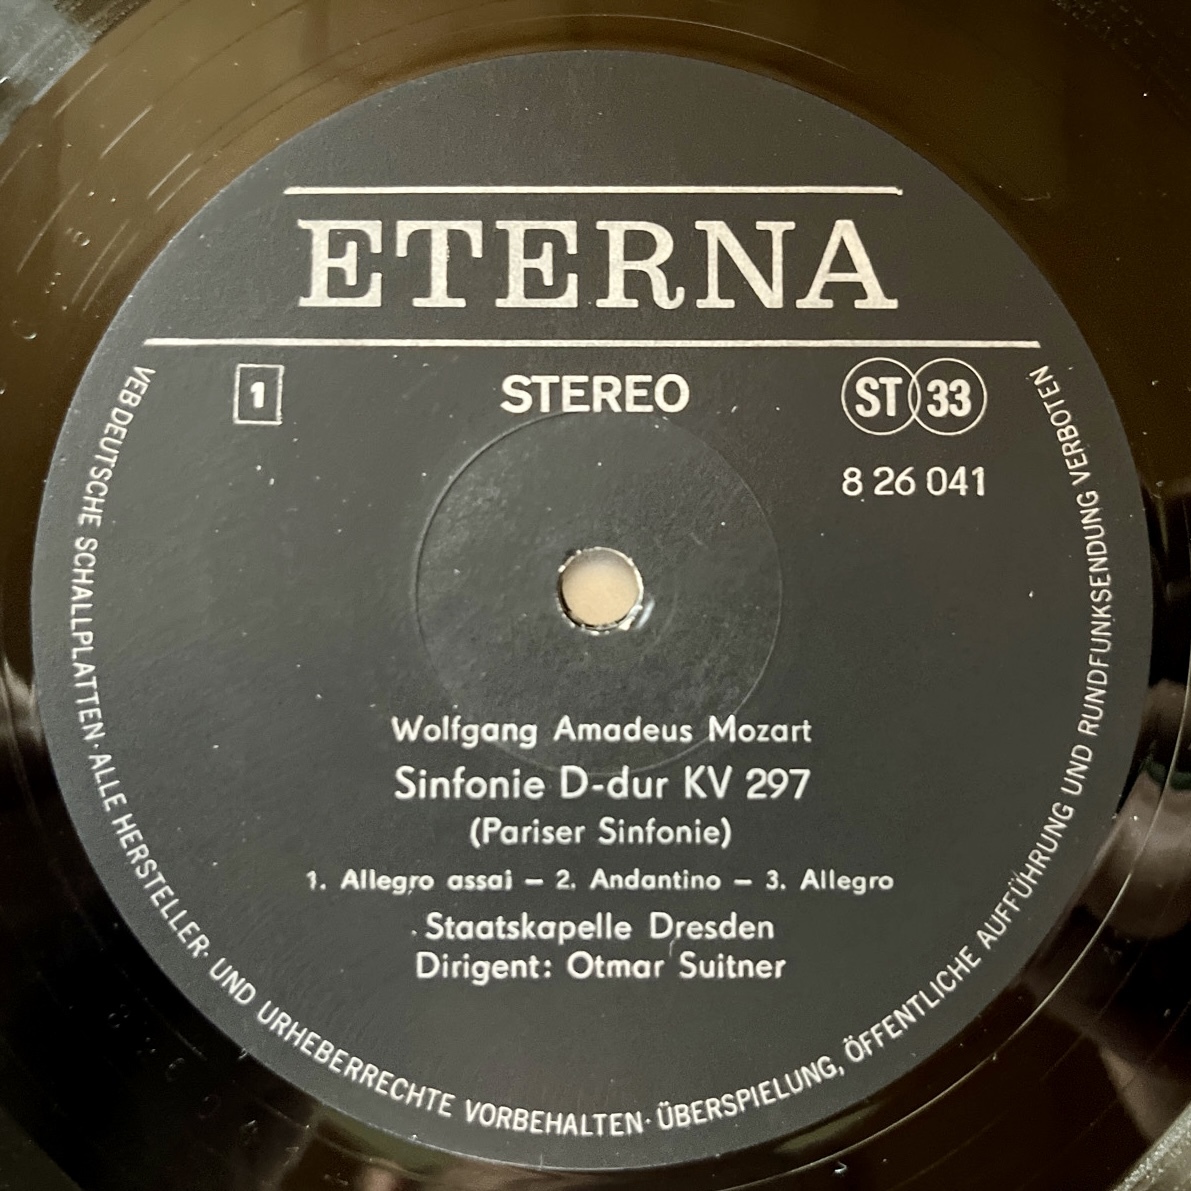 ETERNA
1
STEREO
ST 33
8 26 041
Wolfgang Amadeus Mozart
Sinfonie D-dur KV 297
(Pariser Sinfonie)
1. Allegro assai – 2. Andantino – 3. Allegro
Staatskapelle Dresden
Dirigent: Otmar Suitner
VEB DEUTSCHE SCHALLPLATTEN · ALLE HERSTELLER- UND URHEBERRECHTE VORBEHALTEN · ÜBERSPIELUNG, ÖFFENTLICHE AUFFÜHRUNG UND RUNDFUNKSENDUNG VERBOTEN